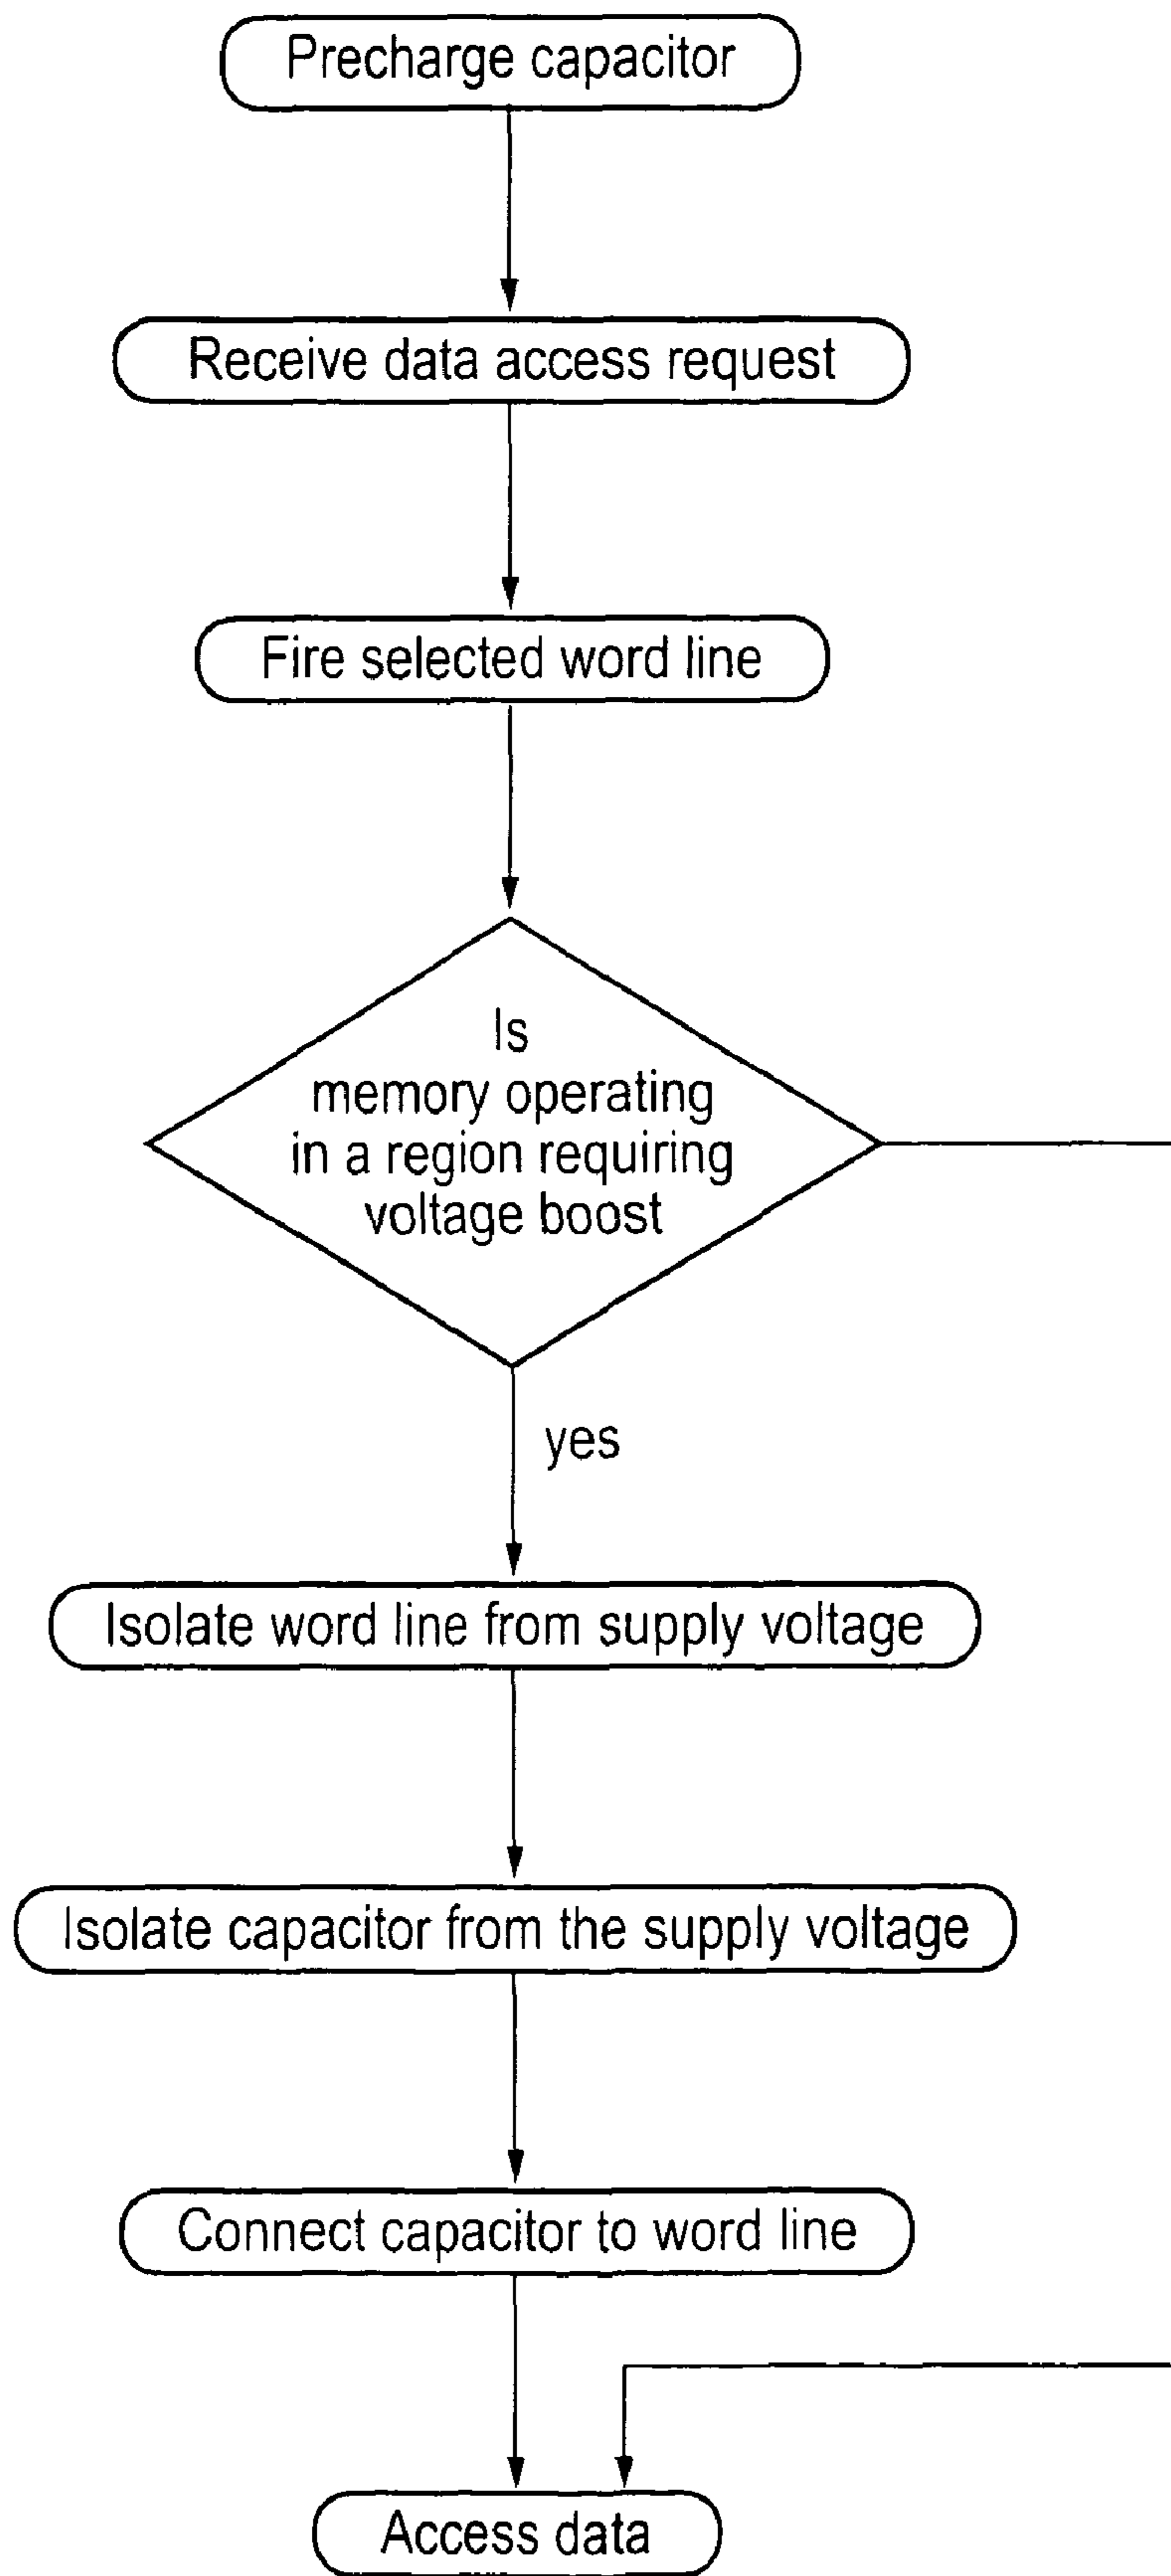 Precharge capacitor
Receive data access request
Fire selected word line
Is
memory operating
in a region requiring
voltage boost
yes
Isolate word line from supply voltage
Isolate capacitor from the supply voltage
Connect capacitor to word line
Access data